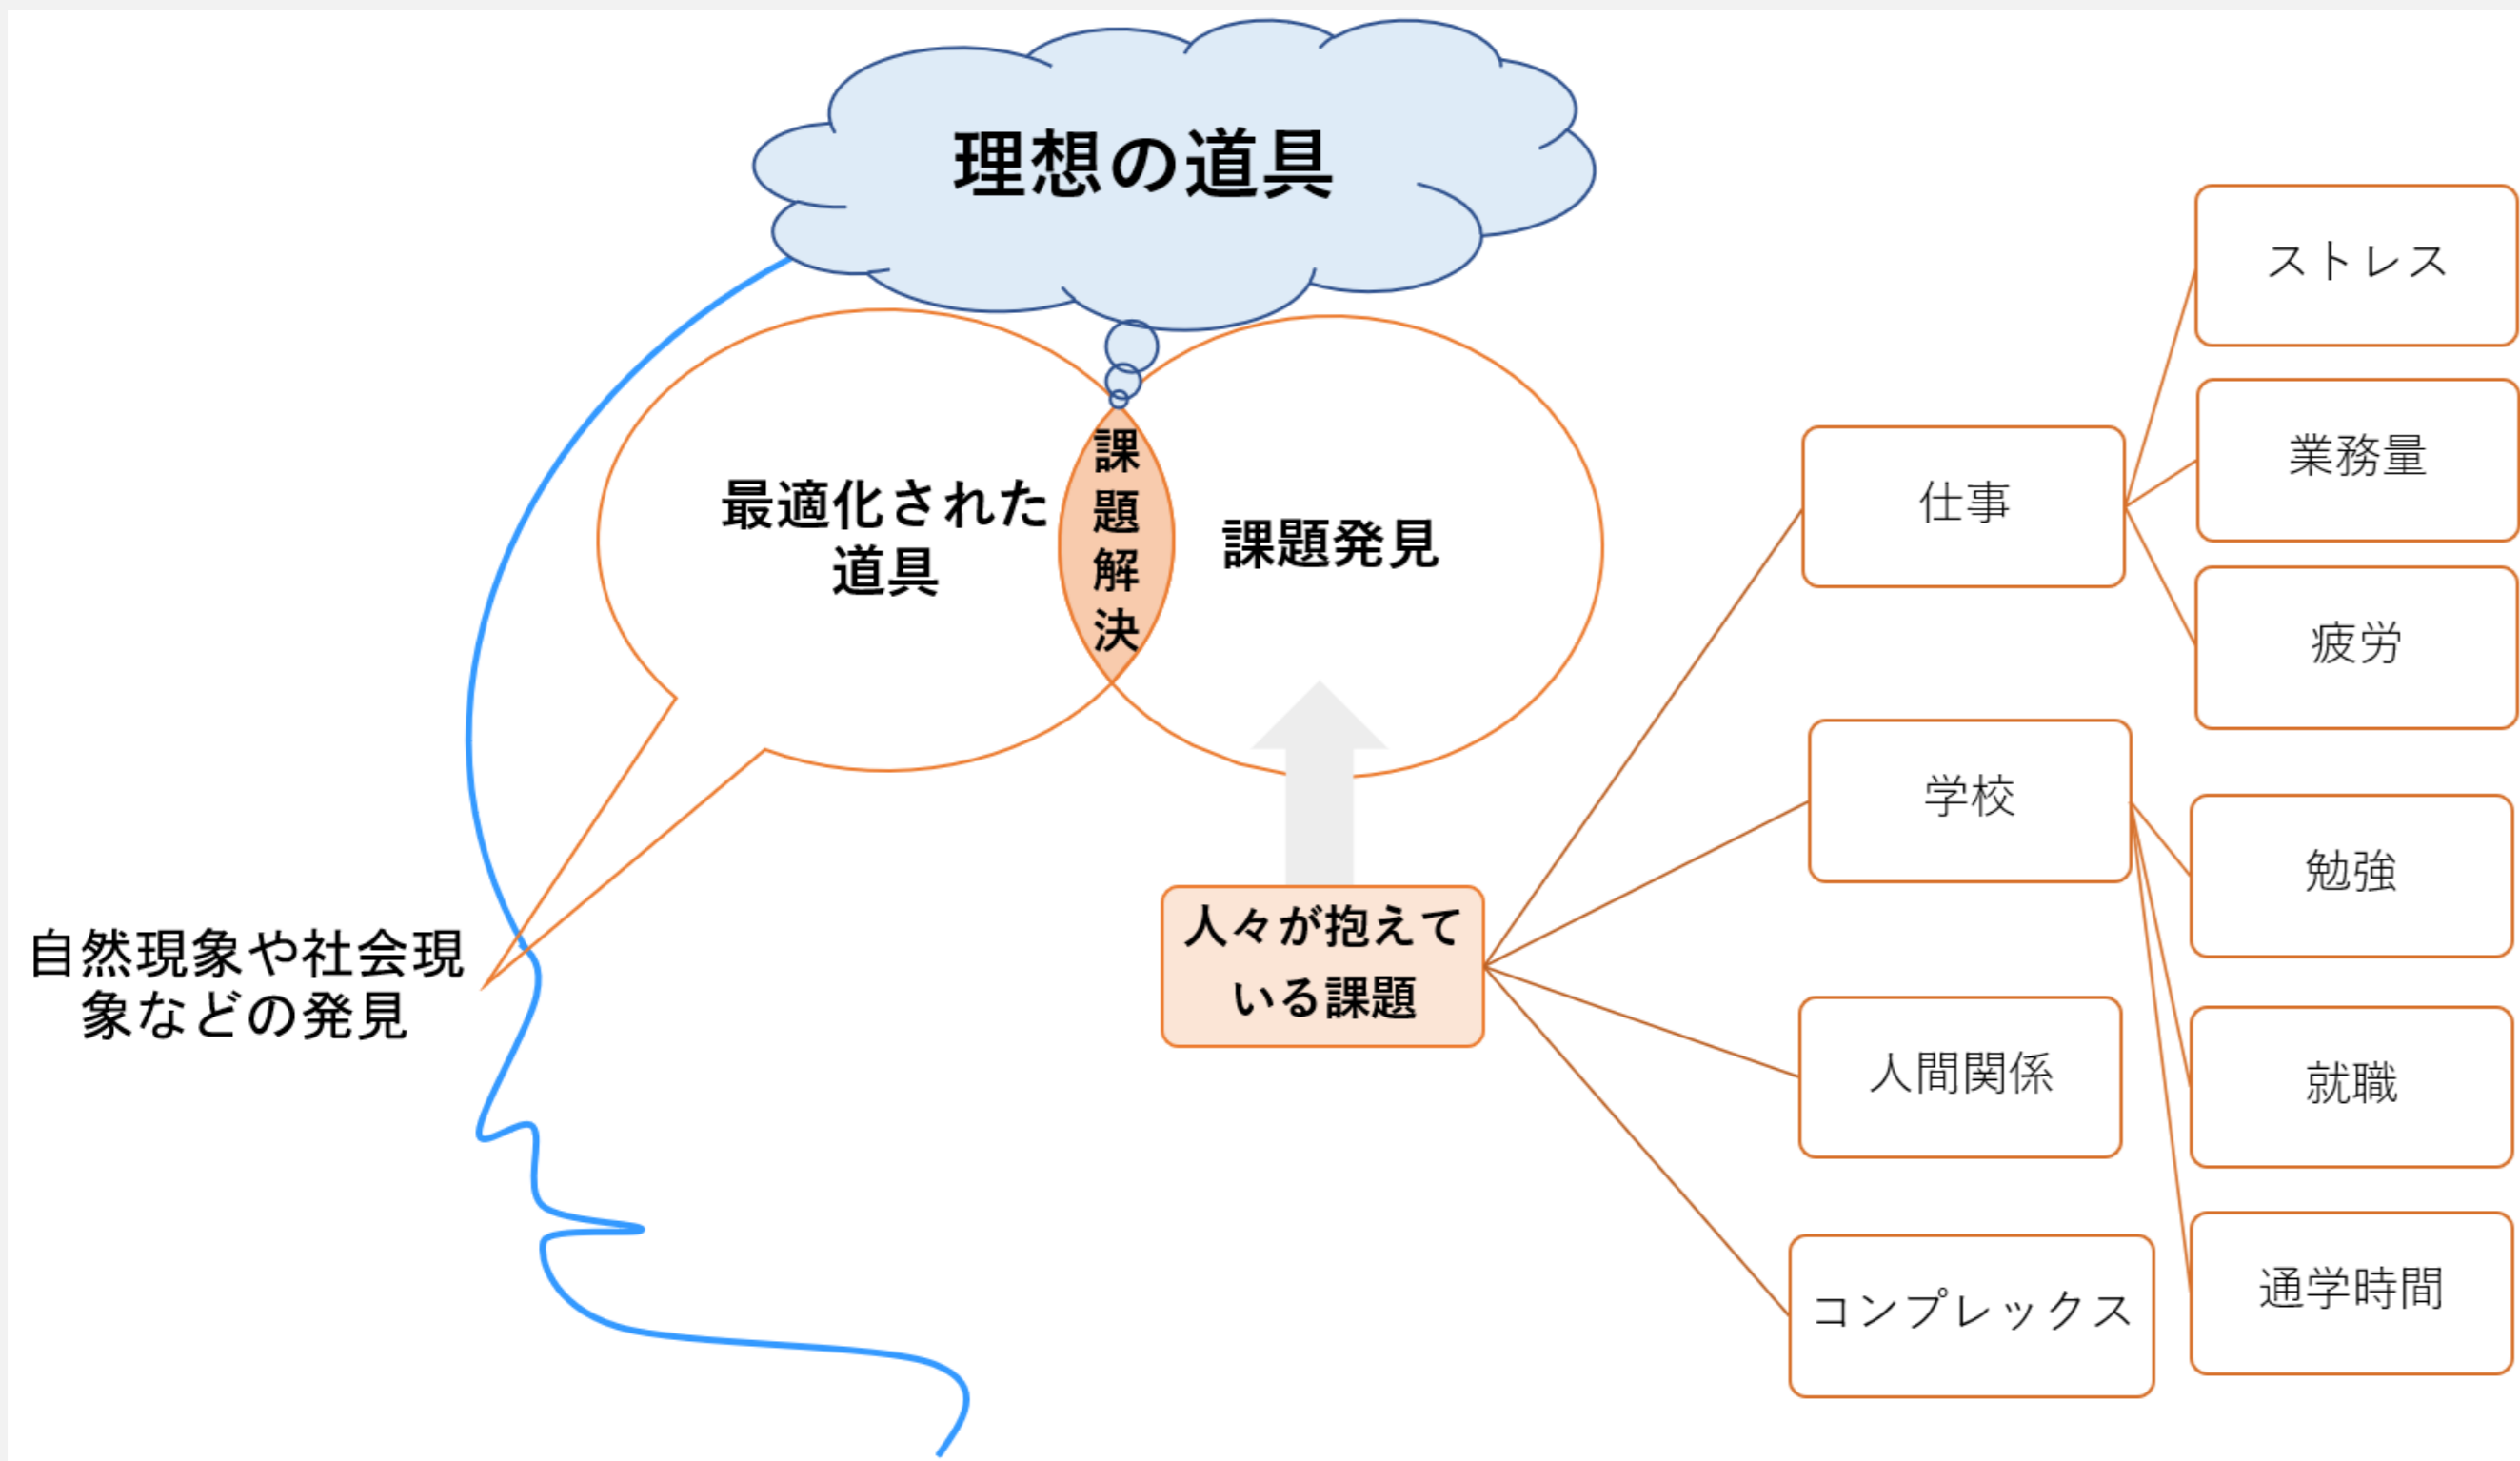 理想の道具
最適化された
道具
課題解決
課題発見
自然現象や社会現
象などの発見
人々が抱えて
いる課題
仕事
ストレス
業務量
疲労
学校
勉強
就職
通学時間
人間関係
コンプレックス